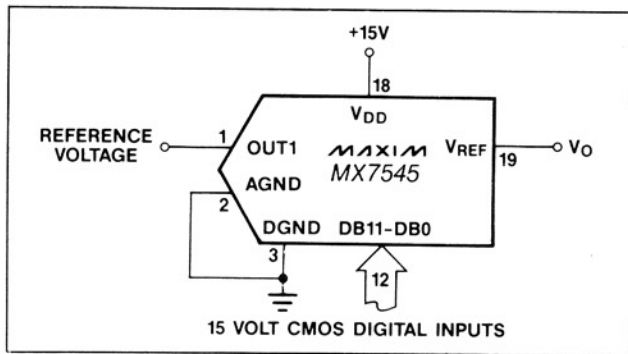 +15V
18
VDD
REFERENCE
VOLTAGE
1
OUT1
MAXIM
MX7545
VREF
19
VO
AGND
2
DGND
DB11-DB0
3
12
15 VOLT CMOS DIGITAL INPUTS